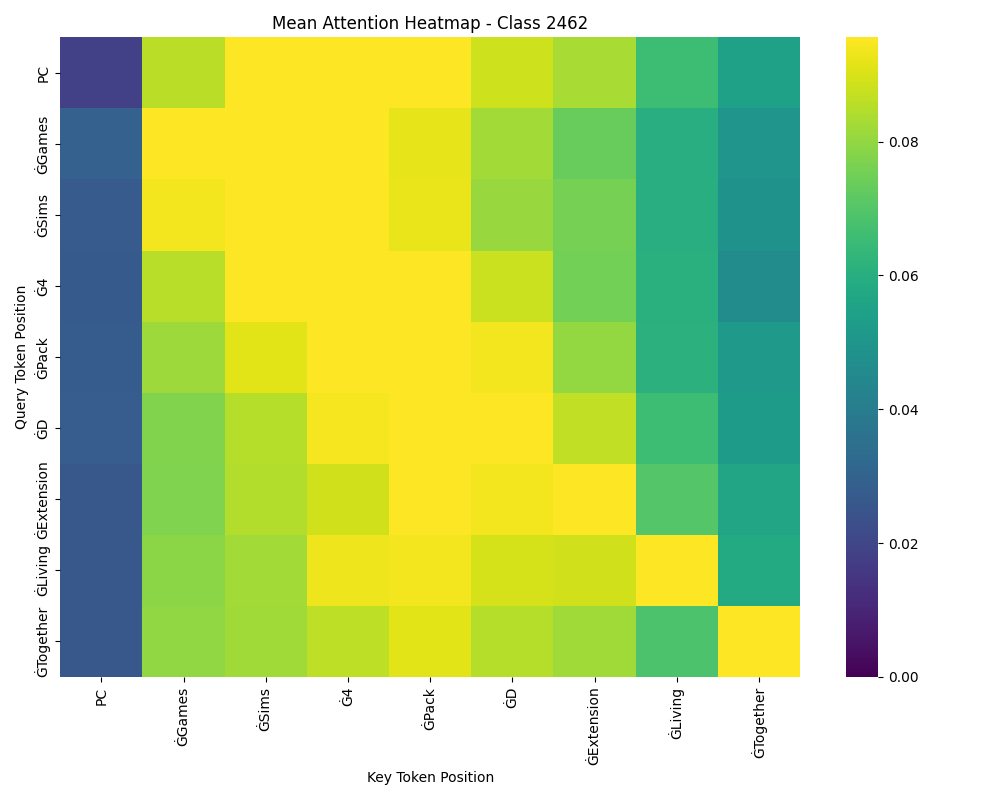 Mean Attention Heatmap - Class 2462
Query Token Position
PC
ĠGames
ĠSims
Ġ4
ĠPack
ĠD
ĠExtension
ĠLiving
ĠTogether
PC
ĠGames
ĠSims
Ġ4
ĠPack
ĠD
ĠExtension
ĠLiving
ĠTogether
Key Token Position
0.08
0.06
0.04
0.02
0.00